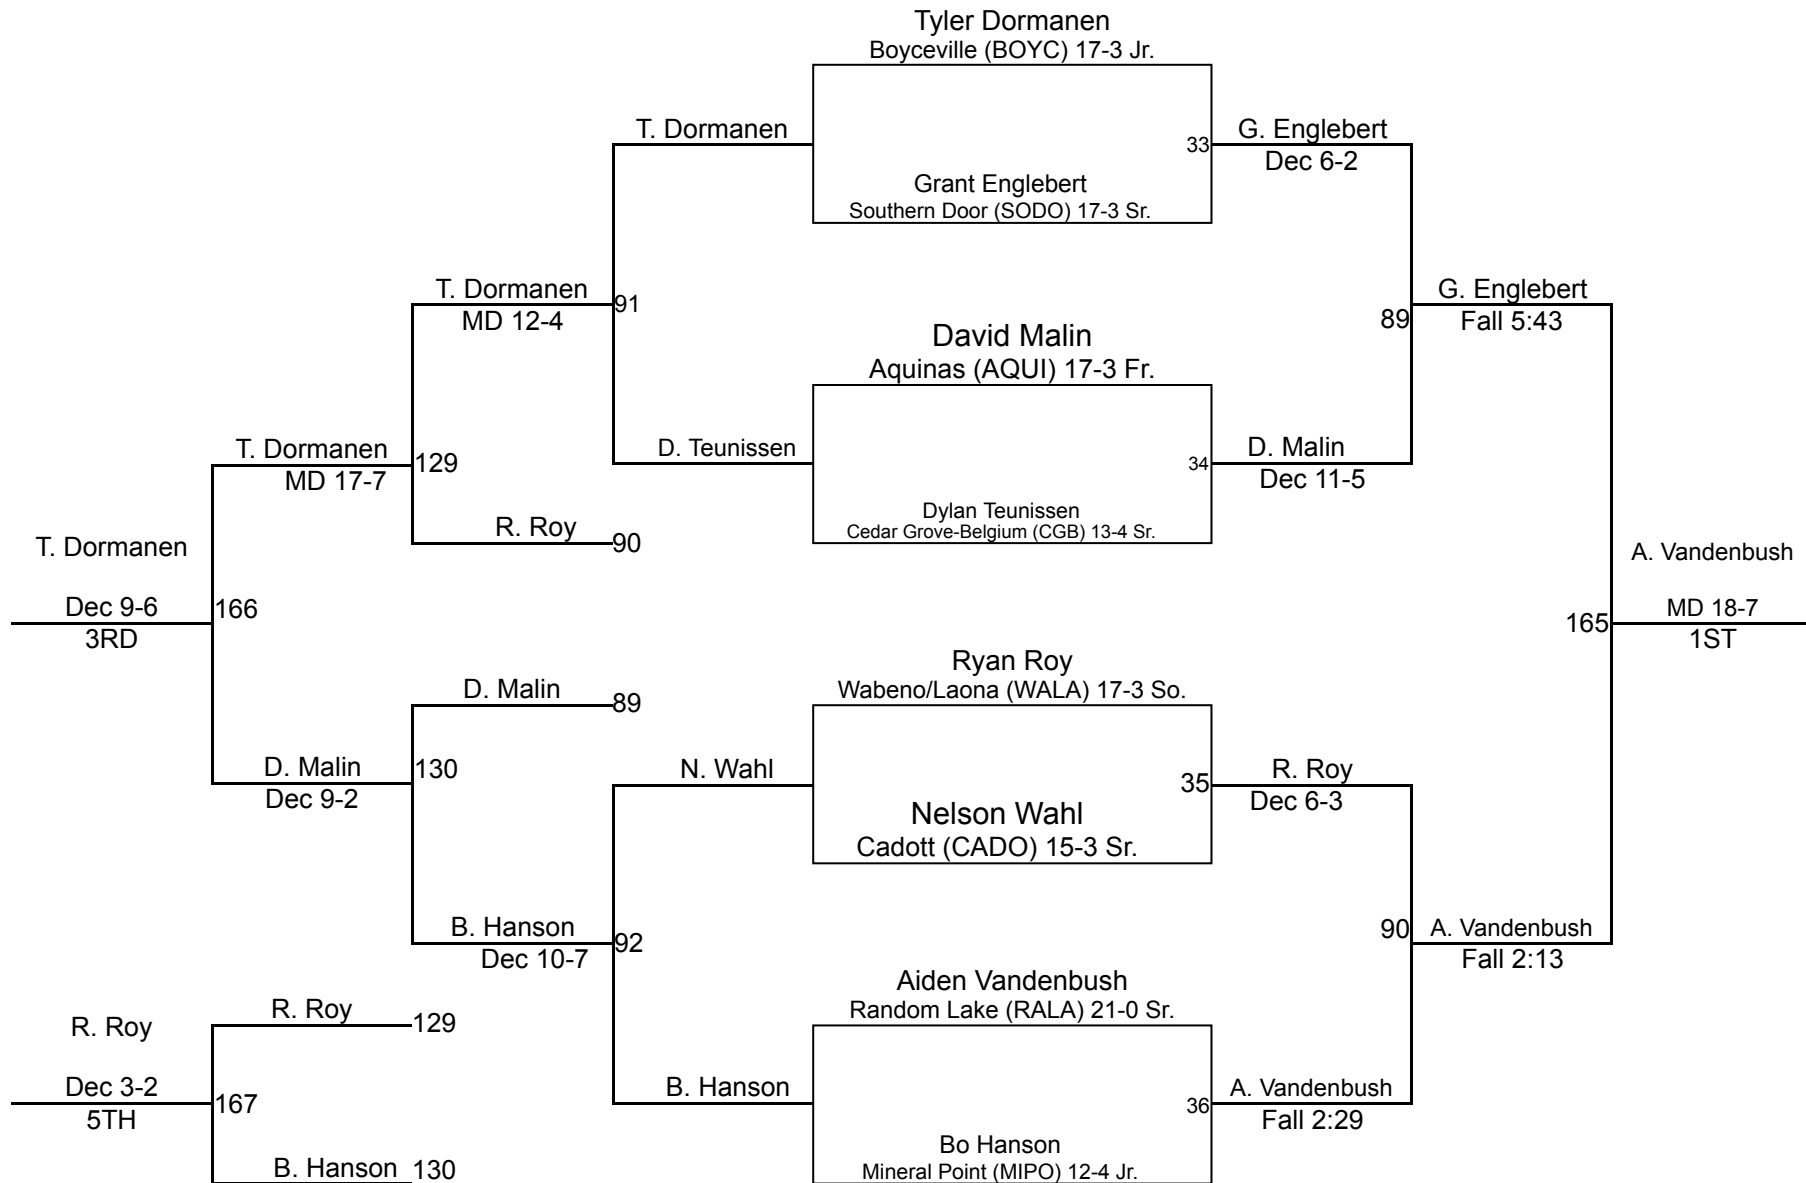 Tyler Dormanen
Boyceville (BOYC) 17-3 Jr.
T. Dormanen
33
G. Englebert
Dec 6-2
Grant Englebert
Southern Door (SODO) 17-3 Sr.
T. Dormanen
MD 12-4
91
89
G. Englebert
Fall 5:43
David Malin
Aquinas (AQUI) 17-3 Fr.
T. Dormanen
MD 17-7
129
D. Teunissen
34
D. Malin
Dec 11-5
R. Roy
90
Dylan Teunissen
Cedar Grove-Belgium (CGB) 13-4 Sr.
T. Dormanen
Dec 9-6
3RD
166
A. Vandenbush
165
MD 18-7
1ST
Ryan Roy
Wabeno/Laona (WALA) 17-3 So.
D. Malin
89
D. Malin
Dec 9-2
130
N. Wahl
35
R. Roy
Dec 6-3
Nelson Wahl
Cadott (CADO) 15-3 Sr.
B. Hanson
Dec 10-7
92
90
A. Vandenbush
Fall 2:13
Aiden Vandenbush
Random Lake (RALA) 21-0 Sr.
R. Roy
129
R. Roy
Dec 3-2
5TH
167
B. Hanson
36
A. Vandenbush
Fall 2:29
Bo Hanson
Mineral Point (MIPO) 12-4 Jr.
B. Hanson
130